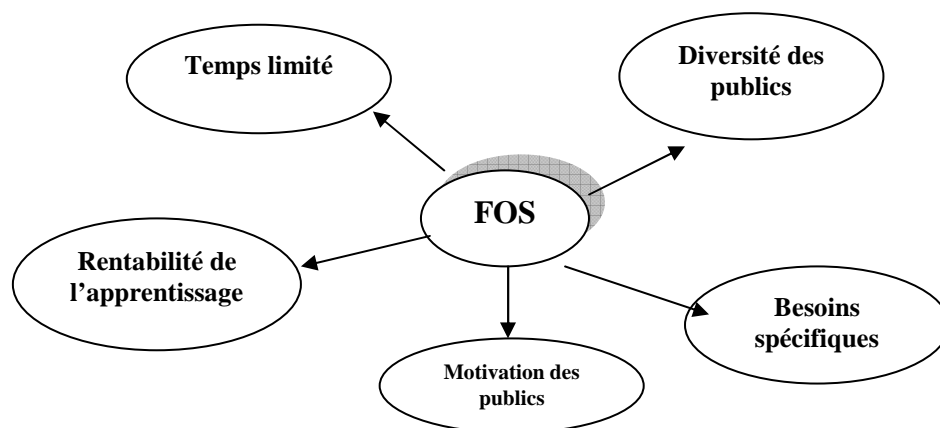 Temps limité
Diversité des
publics
FOS
Rentabilité de
l’apprentissage
Besoins
spécifiques
Motivation des
publics